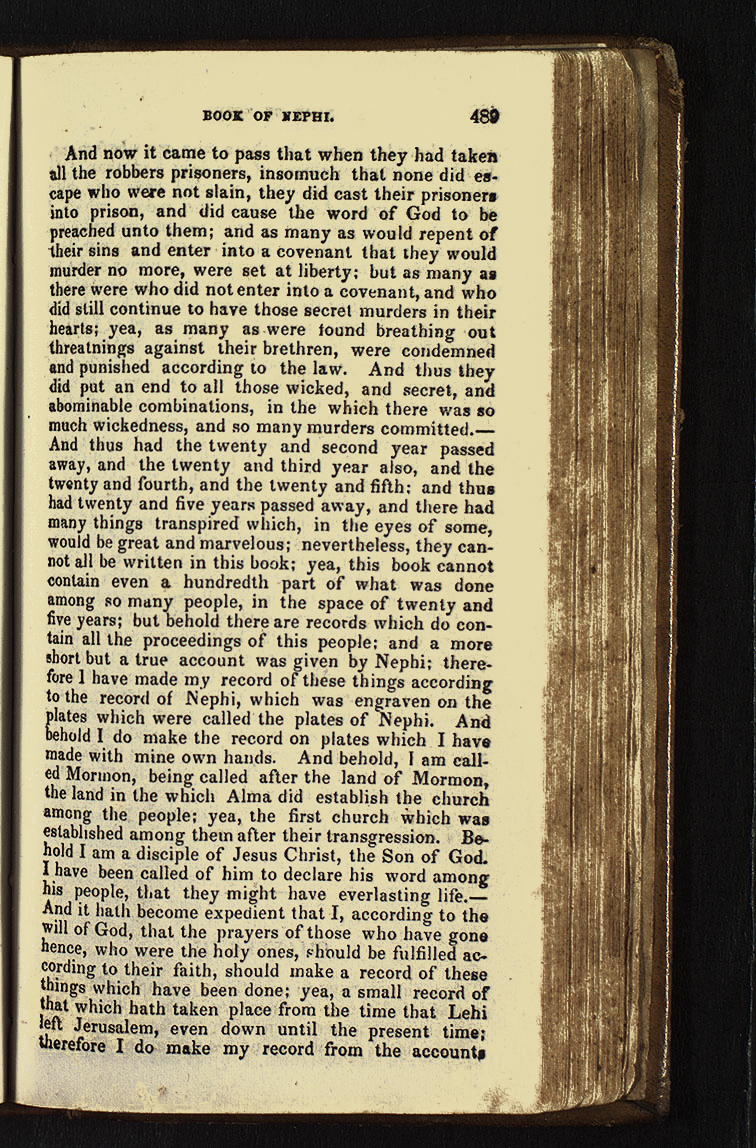 BOOK OF NEPHI. 489
And now it came to pass that when they had taken
all the robbers prisoners, insomuch that none did es-
cape who were not slain, they did cast their prisoners
into prison, and did cause the word of God to be
preached unto them; and as many as would repent of
their sins and enter into a covenant that they would
murder no more, were set at liberty; but as many as
there were who did not enter into a covenant, and who
did still continue to have those secret murders in their
hearts; yea, as many as were found breathing out
threatnings against their brethren, were condemned
and punished according to the law. And thus they
did put an end to all those wicked, and secret, and
abominable combinations, in the which there was so
much wickedness, and so many murders committed.—
And thus had the twenty and second year passed
away, and the twenty and third year also, and the
twenty and fourth, and the twenty and fifth; and thus
had twenty and five years passed away, and there had
many things transpired which, in the eyes of some,
would be great and marvelous; nevertheless, they can-
not all be written in this book; yea, this book cannot
contain even a hundredth part of what was done
among so many people, in the space of twenty and
five years; but behold there are records which do con-
tain all the proceedings of this people; and a more
short but a true account was given by Nephi; there-
fore I have made my record of these things according
to the record of Nephi, which was engraven on the
plates which were called the plates of Nephi. And
behold I do make the record on plates which I have
made with mine own hands. And behold, I am call-
ed Mormon, being called after the land of Mormon,
the land in the which Alma did establish the church
among the people; yea, the first church which was
established among them after their transgression. Be-
hold I am a disciple of Jesus Christ, the Son of God.
I have been called of him to declare his word among
his people, that they might have everlasting life.—
And it hath become expedient that I, according to the
will of God, that the prayers of those who have gone
hence, who were the holy ones, should be fulfilled ac-
cording to their faith, should make a record of these
things which have been done; yea, a small record of
that which hath taken place from the time that Lehi
left Jerusalem, even down until the present time;
therefore I do make my record from the accounts